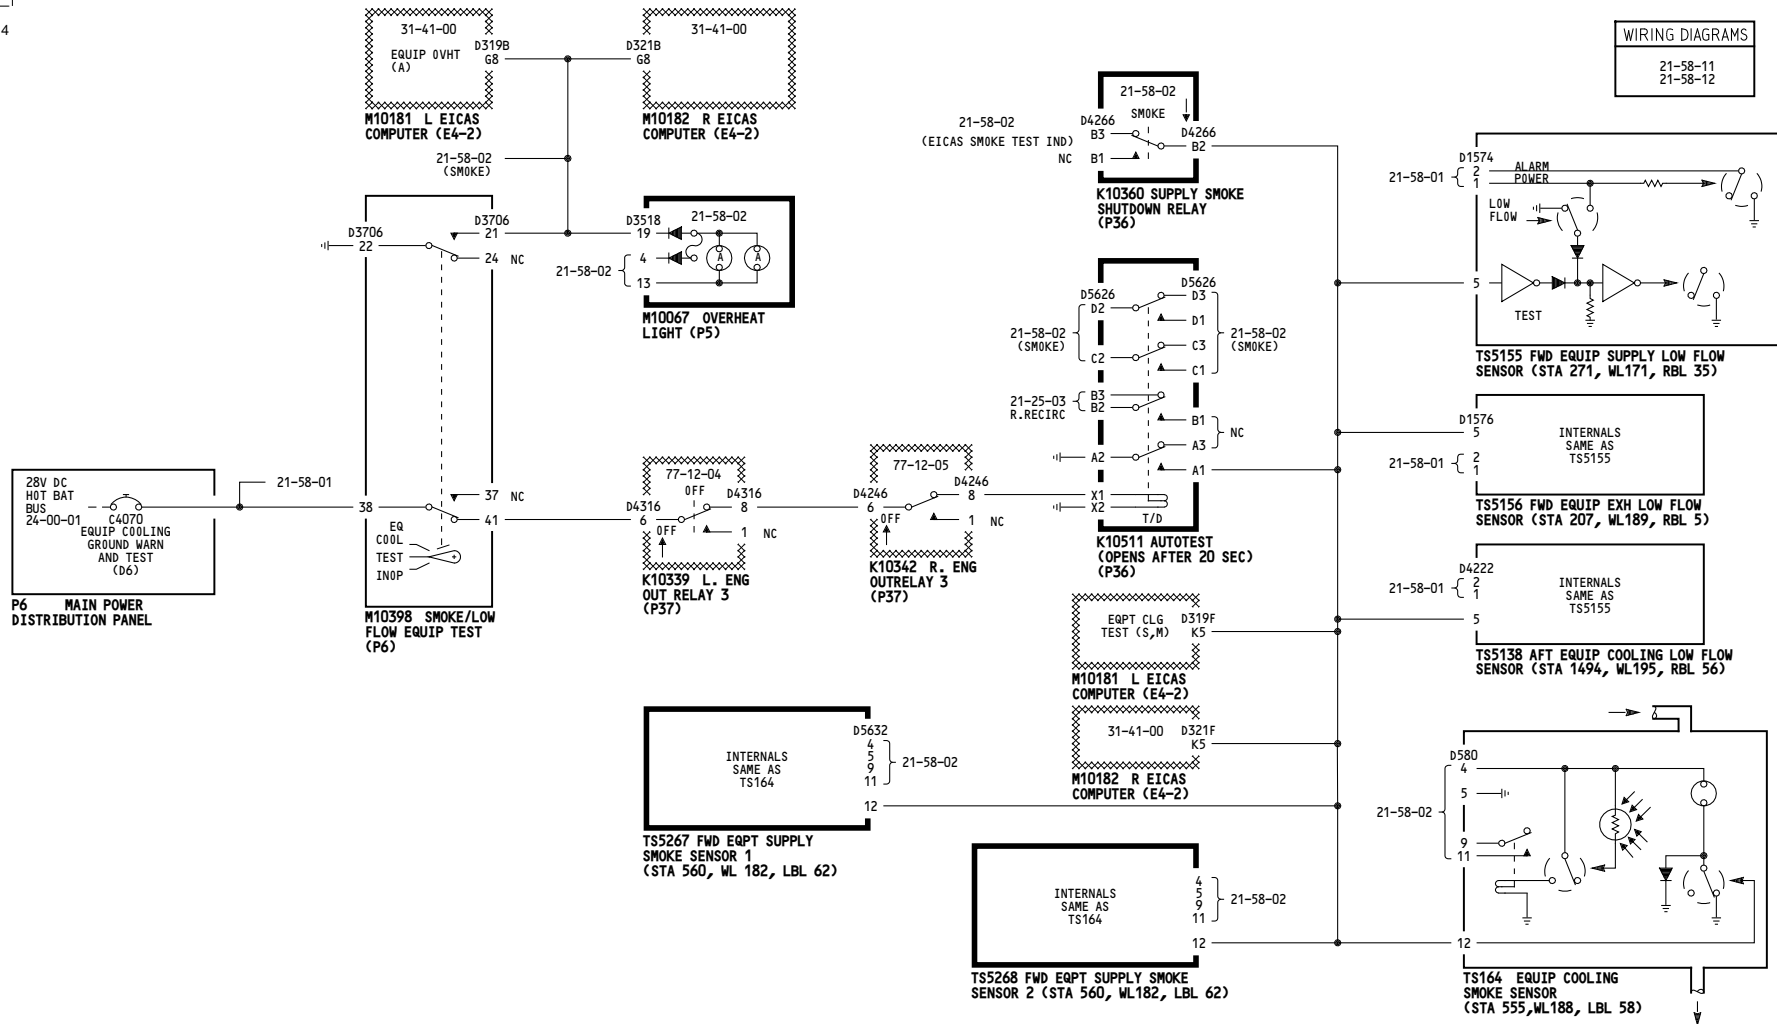 4
WIRING DIAGRAMS
21-58-11
21-58-12
31-41-00
EQUIP 0VHT
(A)
D319B
G8
M10181 L EICAS
COMPUTER (E4-2)
31-41-00
D321B
G8
M10182 R EICAS
COMPUTER (E4-2)
21-58-02
(SMOKE)
D3706
22
D3706
21
24 NC
D3518
19
21-58-02
A A
21-58-02
4
13
M10067 OVERHEAT
LIGHT (P5)
28V DC
HOT BAT
BUS
24-00-01
C4070
EQUIP COOLING
GROUND WARN
AND TEST
(D6)
P6 MAIN POWER
DISTRIBUTION PANEL
21-58-01
38
37 NC
41
EQ
COOL
TEST
INOP
M10398 SMOKE/LOW
FLOW EQUIP TEST
(P6)
77-12-04
OFF
D4316
6
OFF
D4316
8
1 NC
K10339 L. ENG
OUT RELAY 3
(P37)
77-12-05
D4246
6
OFF
D4246
8
1 NC
K10342 R. ENG
OUTRELAY 3
(P37)
21-58-02
SMOKE
21-58-02
(EICAS SMOKE TEST IND)
D4266
B3
NC B1
D4266
B2
K10360 SUPPLY SMOKE
SHUTDOWN RELAY
(P36)
D5626
D2
21-58-02
(SMOKE)
C2
21-25-03
R.RECIRC
B3
B2
A2
X1
X2
T/D
D5626
D3
D1
C3
C1
21-58-02
(SMOKE)
B1
NC
A3
A1
K10511 AUTOTEST
(OPENS AFTER 20 SEC)
(P36)
EQPT CLG
TEST (S,M)
D319F
K5
M10181 L EICAS
COMPUTER (E4-2)
31-41-00
D321F
K5
M10182 R EICAS
COMPUTER (E4-2)
INTERNALS
SAME AS
TS164
D5632
4
5
9
11
21-58-02
12
TS5267 FWD EQPT SUPPLY
SMOKE SENSOR 1
(STA 560, WL 182, LBL 62)
INTERNALS
SAME AS
TS164
4
5
9
11
21-58-02
12
TS5268 FWD EQPT SUPPLY SMOKE
SENSOR 2 (STA 560, WL182, LBL 62)
21-58-01
D1574
2
1
ALARM
POWER
LOW
FLOW
5
TEST
TS5155 FWD EQUIP SUPPLY LOW FLOW
SENSOR (STA 271, WL171, RBL 35)
D1576
5
21-58-01
2
1
INTERNALS
SAME AS
TS5155
TS5156 FWD EQUIP EXH LOW FLOW
SENSOR (STA 207, WL189, RBL 5)
D4222
21-58-01
2
1
5
INTERNALS
SAME AS
TS5155
TS5138 AFT EQUIP COOLING LOW FLOW
SENSOR (STA 1494, WL195, RBL 56)
D580
4
5
21-58-02
9
11
12
TS164 EQUIP COOLING
SMOKE SENSOR
(STA 555,WL188, LBL 58)